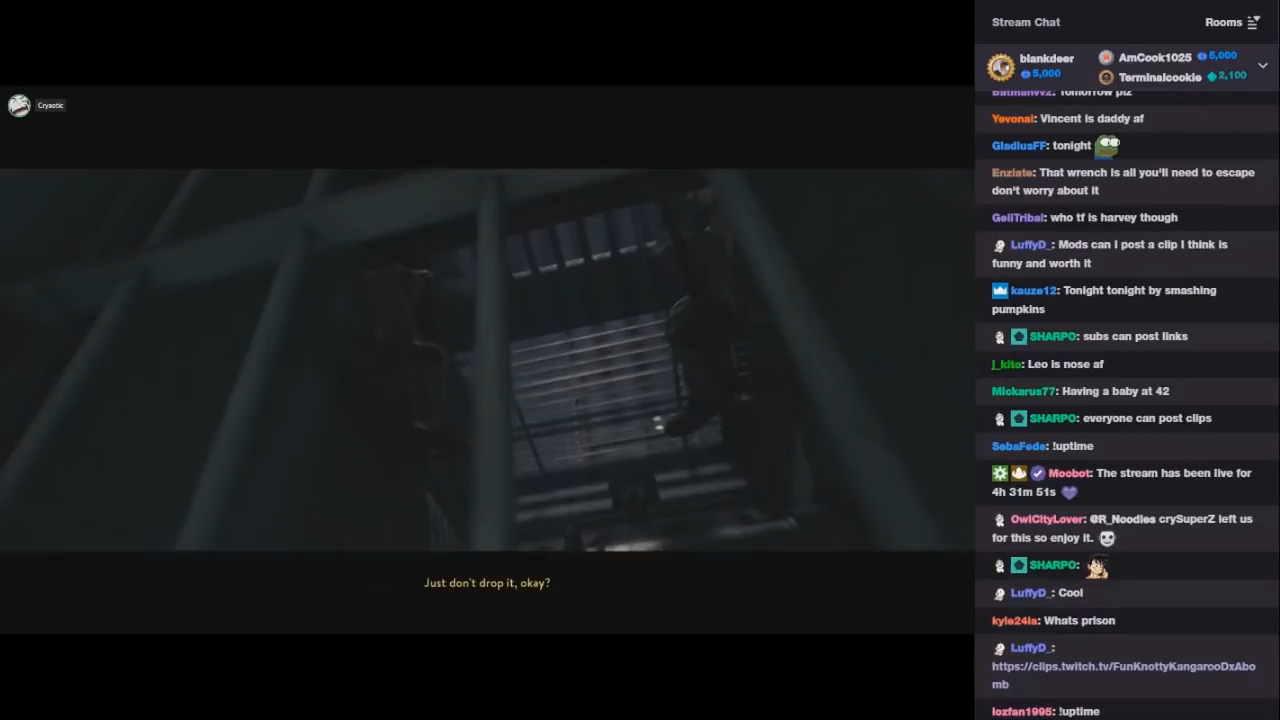 Stream Chat
Rooms
blankdeer
5,000
AmCook1025 5,000
Terminalcookie 2,100
Cryaotic
BatmanVv2: Tomorrow plz
Yevonai: Vincent is daddy af
GladiusFF: tonight
Enziate: That wrench is all you'll need to escape
don't worry about it
GeliTribal: who tf is harvey though
LuffyD_: Mods can I post a clip I think is
funny and worth it
kauze12: Tonight tonight by smashing
pumpkins
SHARPO: subs can post links
j_kito: Leo is nose af
Mickarus77: Having a baby at 42
SHARPO: everyone can post clips
SebaFede: !uptime
Moobot: The stream has been live for
4h 31m 51s
OwlCityLover: @R_Noodles crySuperZ left us
for this so enjoy it.
SHARPO:
LuffyD_: Cool
kyle24la: Whats prison
LuffyD_:
https://clips.twitch.tv/FunKnottyKangarooDxAbo
mb
lozfan1995: !uptime
Just don't drop it, okay?